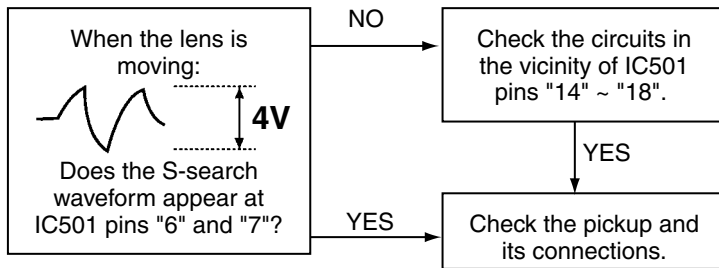 When the lens is
moving:
4V
Does the S-search
waveform appear at
IC501 pins "6" and "7"?
NO
Check the circuits in
the vicinity of IC501
pins "14" ~ "18".
YES
YES
Check the pickup and
its connections.